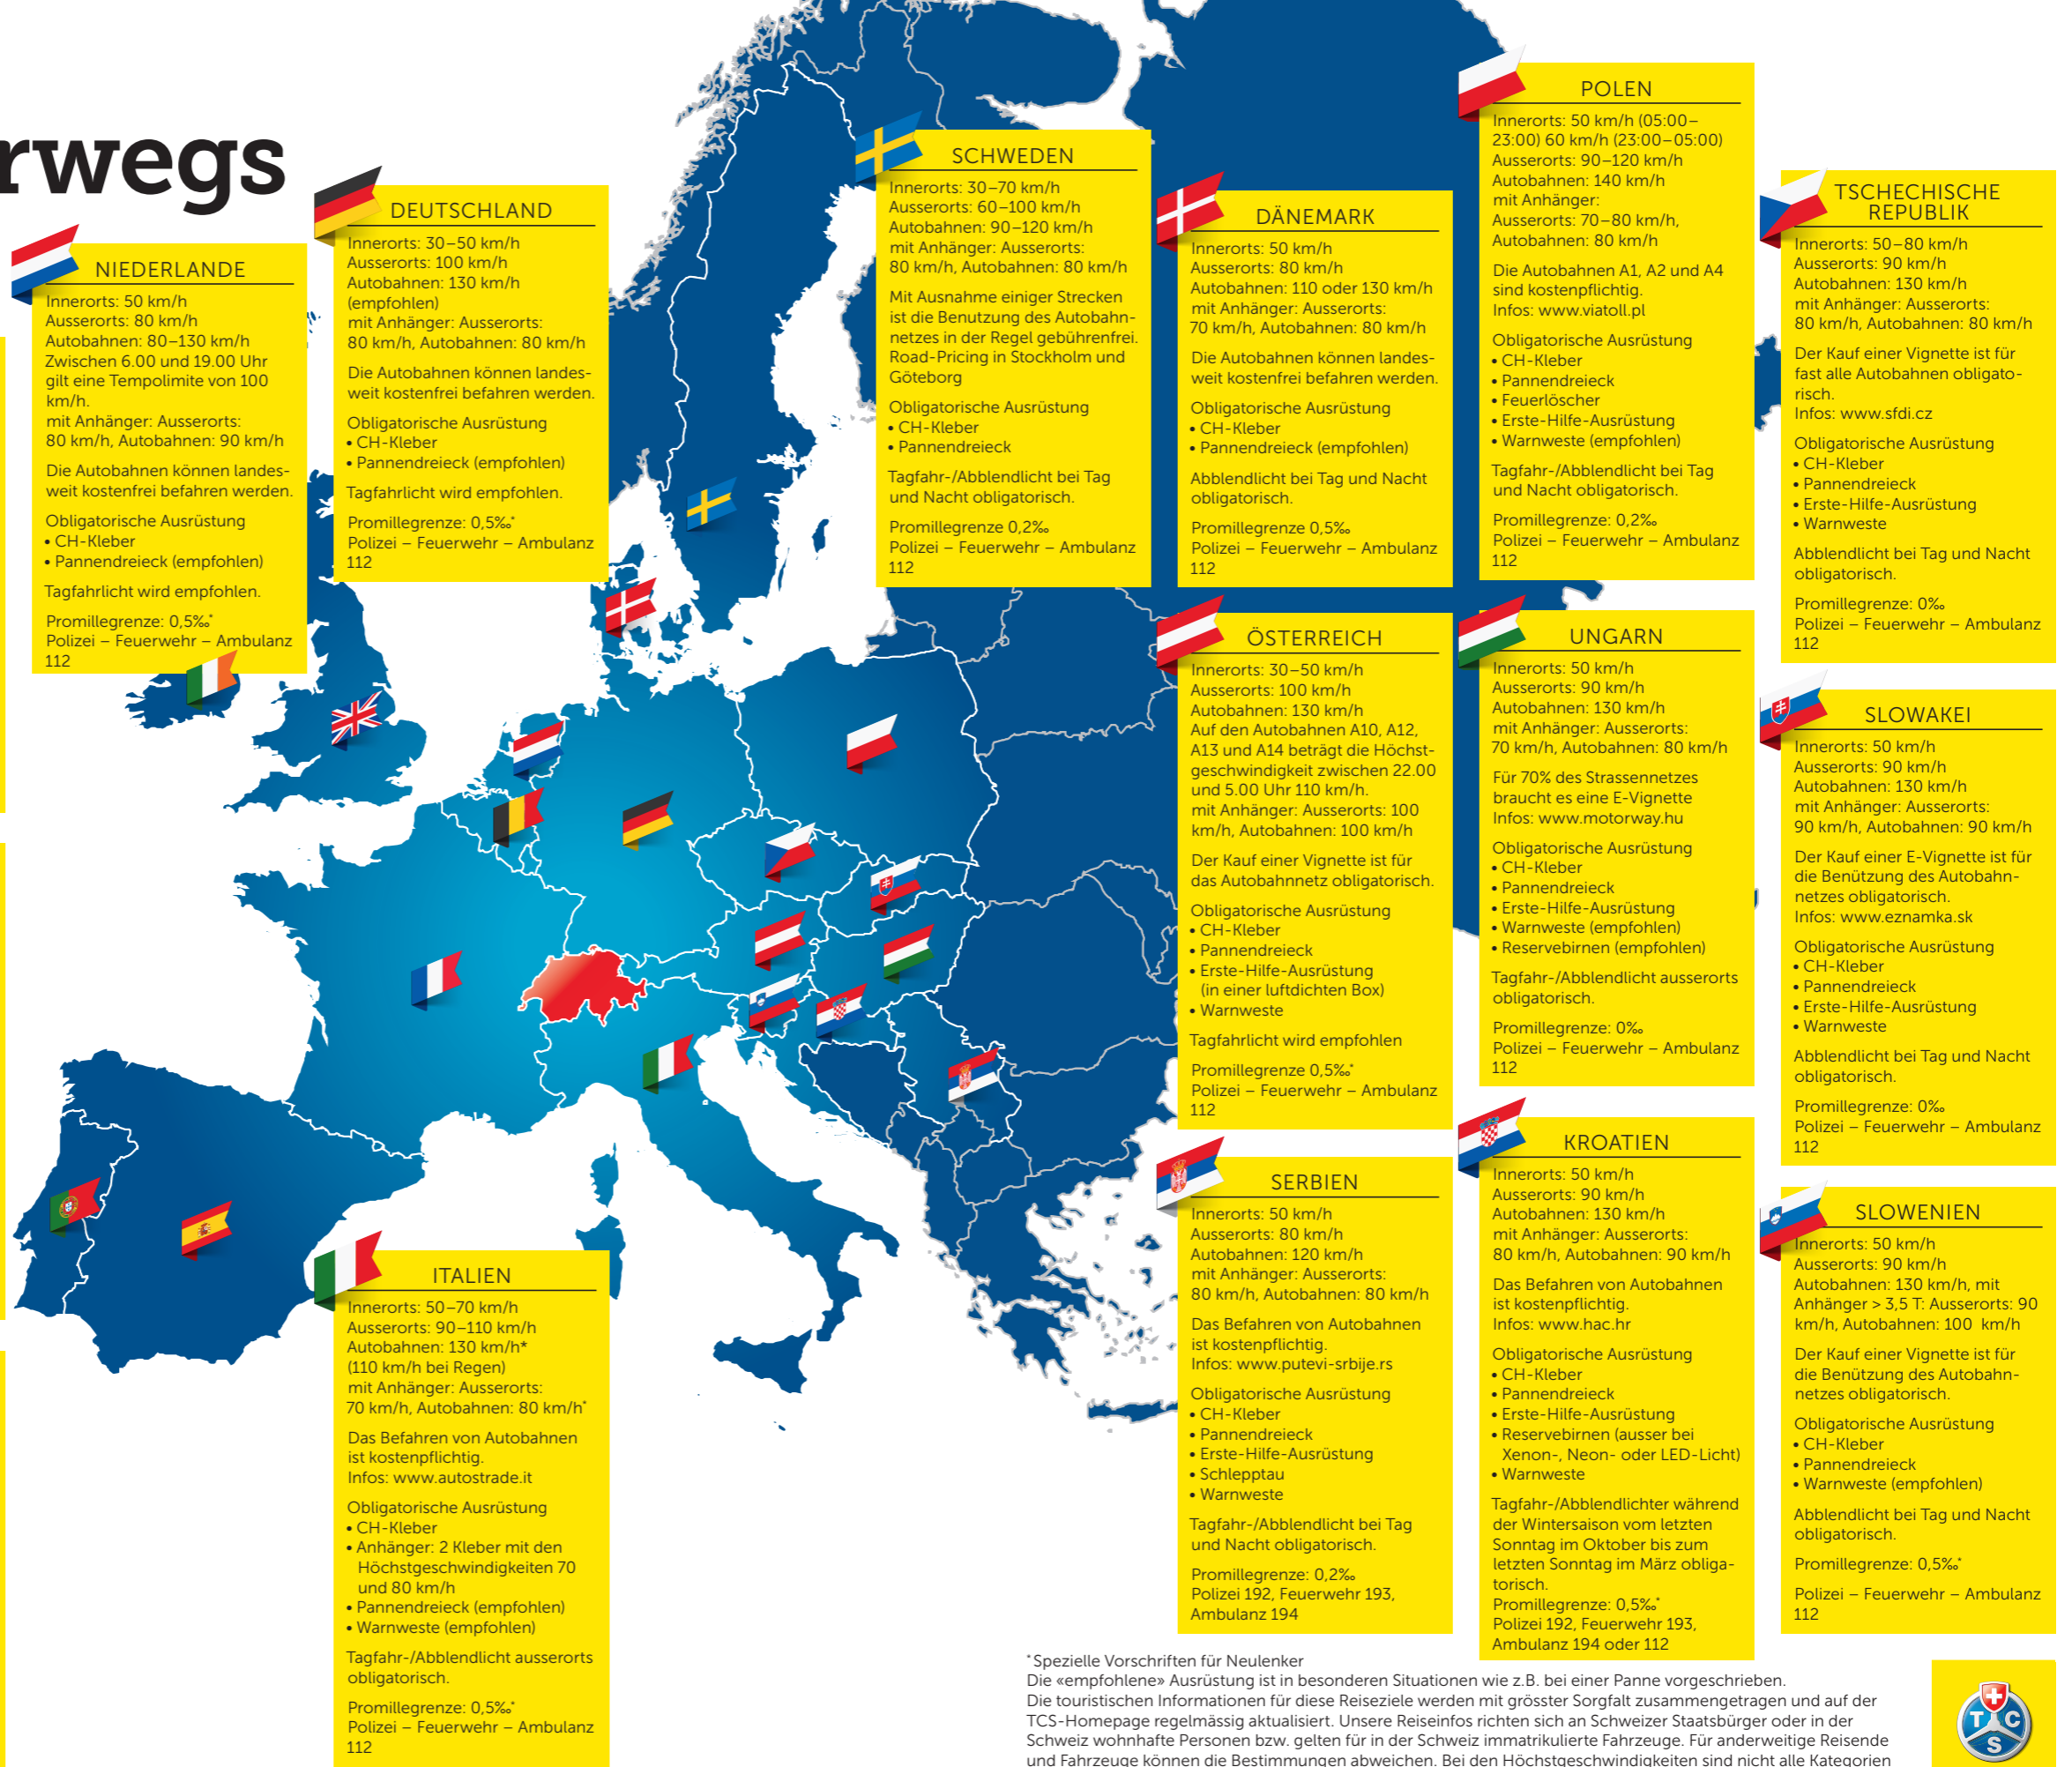 rwegs
NIEDERLANDE
Innerorts: 50 km/h
Ausserorts: 80 km/h
Autobahnen: 80–130 km/h
Zwischen 6.00 und 19.00 Uhr
gilt eine Tempolimite von 100
km/h.
mit Anhänger: Ausserorts:
80 km/h, Autobahnen: 90 km/h
Die Autobahnen können landes-
weit kostenfrei befahren werden.
Obligatorische Ausrüstung
• CH-Kleber
• Pannendreieck (empfohlen)
Tagfahrlicht wird empfohlen.
Promillegrenze: 0,5‰*
Polizei – Feuerwehr – Ambulanz
112
DEUTSCHLAND
Innerorts: 30–50 km/h
Ausserorts: 100 km/h
Autobahnen: 130 km/h
(empfohlen)
mit Anhänger: Ausserorts:
80 km/h, Autobahnen: 80 km/h
Die Autobahnen können landes-
weit kostenfrei befahren werden.
Obligatorische Ausrüstung
• CH-Kleber
• Pannendreieck (empfohlen)
Tagfahrlicht wird empfohlen.
Promillegrenze: 0,5‰*
Polizei – Feuerwehr – Ambulanz
112
SCHWEDEN
Innerorts: 30–70 km/h
Ausserorts: 60–100 km/h
Autobahnen: 90–120 km/h
mit Anhänger: Ausserorts:
80 km/h, Autobahnen: 80 km/h
Mit Ausnahme einiger Strecken
ist die Benutzung des Autobahn-
netzes in der Regel gebührenfrei.
Road-Pricing in Stockholm und
Göteborg
Obligatorische Ausrüstung
• CH-Kleber
• Pannendreieck
Tagfahr-/Abblendlicht bei Tag
und Nacht obligatorisch.
Promillegrenze 0,2‰
Polizei – Feuerwehr – Ambulanz
112
DÄNEMARK
Innerorts: 50 km/h
Ausserorts: 80 km/h
Autobahnen: 110 oder 130 km/h
mit Anhänger: Ausserorts:
70 km/h, Autobahnen: 80 km/h
Die Autobahnen können landes-
weit kostenfrei befahren werden.
Obligatorische Ausrüstung
• CH-Kleber
• Pannendreieck (empfohlen)
Abblendlicht bei Tag und Nacht
obligatorisch.
Promillegrenze 0,5‰
Polizei – Feuerwehr – Ambulanz
112
POLEN
Innerorts: 50 km/h (05:00–
23:00) 60 km/h (23:00–05:00)
Ausserorts: 90–120 km/h
Autobahnen: 140 km/h
mit Anhänger:
Ausserorts: 70–80 km/h,
Autobahnen: 80 km/h
Die Autobahnen A1, A2 und A4
sind kostenpflichtig.
Infos: www.viatoll.pl
Obligatorische Ausrüstung
• CH-Kleber
• Pannendreieck
• Feuerlöscher
• Erste-Hilfe-Ausrüstung
• Warnweste (empfohlen)
Tagfahr-/Abblendlicht bei Tag
und Nacht obligatorisch.
Promillegrenze: 0,2‰
Polizei – Feuerwehr – Ambulanz
112
TSCHECHISCHE
REPUBLIK
Innerorts: 50–80 km/h
Ausserorts: 90 km/h
Autobahnen: 130 km/h
mit Anhänger: Ausserorts:
80 km/h, Autobahnen: 80 km/h
Der Kauf einer Vignette ist für
fast alle Autobahnen obligato-
risch.
Infos: www.sfdi.cz
Obligatorische Ausrüstung
• CH-Kleber
• Pannendreieck
• Erste-Hilfe-Ausrüstung
• Warnweste
Abblendlicht bei Tag und Nacht
obligatorisch.
Promillegrenze: 0‰
Polizei – Feuerwehr – Ambulanz
112
ÖSTERREICH
Innerorts: 30–50 km/h
Ausserorts: 100 km/h
Autobahnen: 130 km/h
Auf den Autobahnen A10, A12,
A13 und A14 beträgt die Höchst-
geschwindigkeit zwischen 22.00
und 5.00 Uhr 110 km/h.
mit Anhänger: Ausserorts: 100
km/h, Autobahnen: 100 km/h
Der Kauf einer Vignette ist für
das Autobahnnetz obligatorisch.
Obligatorische Ausrüstung
• CH-Kleber
• Pannendreieck
• Erste-Hilfe-Ausrüstung
(in einer luftdichten Box)
• Warnweste
Tagfahrlicht wird empfohlen
Promillegrenze 0,5‰*
Polizei – Feuerwehr – Ambulanz
112
UNGARN
Innerorts: 50 km/h
Ausserorts: 90 km/h
Autobahnen: 130 km/h
mit Anhänger: Ausserorts:
70 km/h, Autobahnen: 80 km/h
Für 70% des Strassennetzes
braucht es eine E-Vignette
Infos: www.motorway.hu
Obligatorische Ausrüstung
• CH-Kleber
• Pannendreieck
• Erste-Hilfe-Ausrüstung
• Warnweste (empfohlen)
• Reservebirnen (empfohlen)
Tagfahr-/Abblendlicht ausserorts
obligatorisch.
Promillegrenze: 0‰
Polizei – Feuerwehr – Ambulanz
112
SLOWAKEI
Innerorts: 50 km/h
Ausserorts: 90 km/h
Autobahnen: 130 km/h
mit Anhänger: Ausserorts:
90 km/h, Autobahnen: 90 km/h
Der Kauf einer E-Vignette ist für
die Benützung des Autobahn-
netzes obligatorisch.
Infos: www.eznamka.sk
Obligatorische Ausrüstung
• CH-Kleber
• Pannendreieck
• Erste-Hilfe-Ausrüstung
• Warnweste
Abblendlicht bei Tag und Nacht
obligatorisch.
Promillegrenze: 0‰
Polizei – Feuerwehr – Ambulanz
112
ITALIEN
Innerorts: 50–70 km/h
Ausserorts: 90–110 km/h
Autobahnen: 130 km/h*
(110 km/h bei Regen)
mit Anhänger: Ausserorts:
70 km/h, Autobahnen: 80 km/h*
Das Befahren von Autobahnen
ist kostenpflichtig.
Infos: www.autostrade.it
Obligatorische Ausrüstung
• CH-Kleber
• Anhänger: 2 Kleber mit den
Höchstgeschwindigkeiten 70
und 80 km/h
• Pannendreieck (empfohlen)
• Warnweste (empfohlen)
Tagfahr-/Abblendlicht ausserorts
obligatorisch.
Promillegrenze: 0,5‰*
Polizei – Feuerwehr – Ambulanz
112
SERBIEN
Innerorts: 50 km/h
Ausserorts: 80 km/h
Autobahnen: 120 km/h
mit Anhänger: Ausserorts:
80 km/h, Autobahnen: 80 km/h
Das Befahren von Autobahnen
ist kostenpflichtig.
Infos: www.putevi-srbije.rs
Obligatorische Ausrüstung
• CH-Kleber
• Pannendreieck
• Erste-Hilfe-Ausrüstung
• Schlepptau
• Warnweste
Tagfahr-/Abblendlicht bei Tag
und Nacht obligatorisch.
Promillegrenze: 0,2‰
Polizei 192, Feuerwehr 193,
Ambulanz 194
KROATIEN
Innerorts: 50 km/h
Ausserorts: 90 km/h
Autobahnen: 130 km/h
mit Anhänger: Ausserorts:
80 km/h, Autobahnen: 90 km/h
Das Befahren von Autobahnen
ist kostenpflichtig.
Infos: www.hac.hr
Obligatorische Ausrüstung
• CH-Kleber
• Pannendreieck
• Erste-Hilfe-Ausrüstung
• Reservebirnen (ausser bei
Xenon-, Neon- oder LED-Licht)
• Warnweste
Tagfahr-/Abblendlichter während
der Wintersaison vom letzten
Sonntag im Oktober bis zum
letzten Sonntag im März obliga-
torisch.
Promillegrenze: 0,5‰*
Polizei 192, Feuerwehr 193,
Ambulanz 194 oder 112
SLOWENIEN
Innerorts: 50 km/h
Ausserorts: 90 km/h
Autobahnen: 130 km/h, mit
Anhänger > 3,5 T: Ausserorts: 90
km/h, Autobahnen: 100 km/h
Der Kauf einer Vignette ist für
die Benützung des Autobahn-
netzes obligatorisch.
Obligatorische Ausrüstung
• CH-Kleber
• Pannendreieck
• Warnweste (empfohlen)
Abblendlicht bei Tag und Nacht
obligatorisch.
Promillegrenze: 0,5‰*
Polizei – Feuerwehr – Ambulanz
112
*Spezielle Vorschriften für Neulenker
Die «empfohlene» Ausrüstung ist in besonderen Situationen wie z.B. bei einer Panne vorgeschrieben.
Die touristischen Informationen für diese Reiseziele werden mit grösster Sorgfalt zusammengetragen und auf der
TCS-Homepage regelmässig aktualisiert. Unsere Reiseinfos richten sich an Schweizer Staatsbürger oder in der
Schweiz wohnhafte Personen bzw. gelten für in der Schweiz immatrikulierte Fahrzeuge. Für anderweitige Reisende
und Fahrzeuge können die Bestimmungen abweichen. Bei den Höchstgeschwindigkeiten sind nicht alle Kategorien
TCS